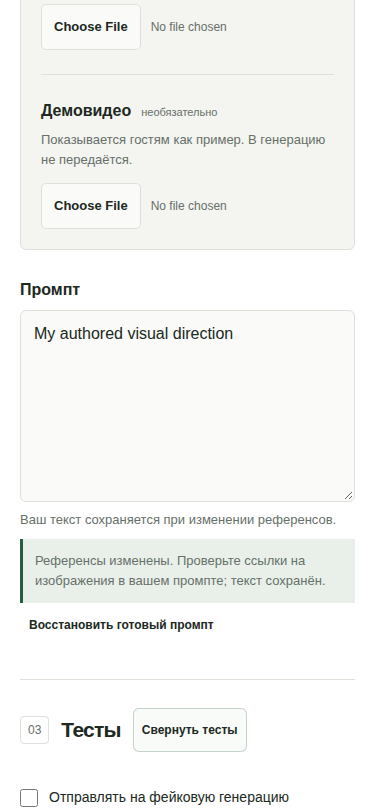 Choose File No file chosen
Демовидео необязательно
Показывается гостям как пример. В генерацию
не передаётся.
Choose File No file chosen
Промпт
My authored visual direction
Ваш текст сохраняется при изменении референсов.
Референсы изменены. Проверьте ссылки на
изображения в вашем промпте; текст сохранён.
Восстановить готовый промпт
03 Тесты Свернуть тесты
Отправлять на фейковую генерацию